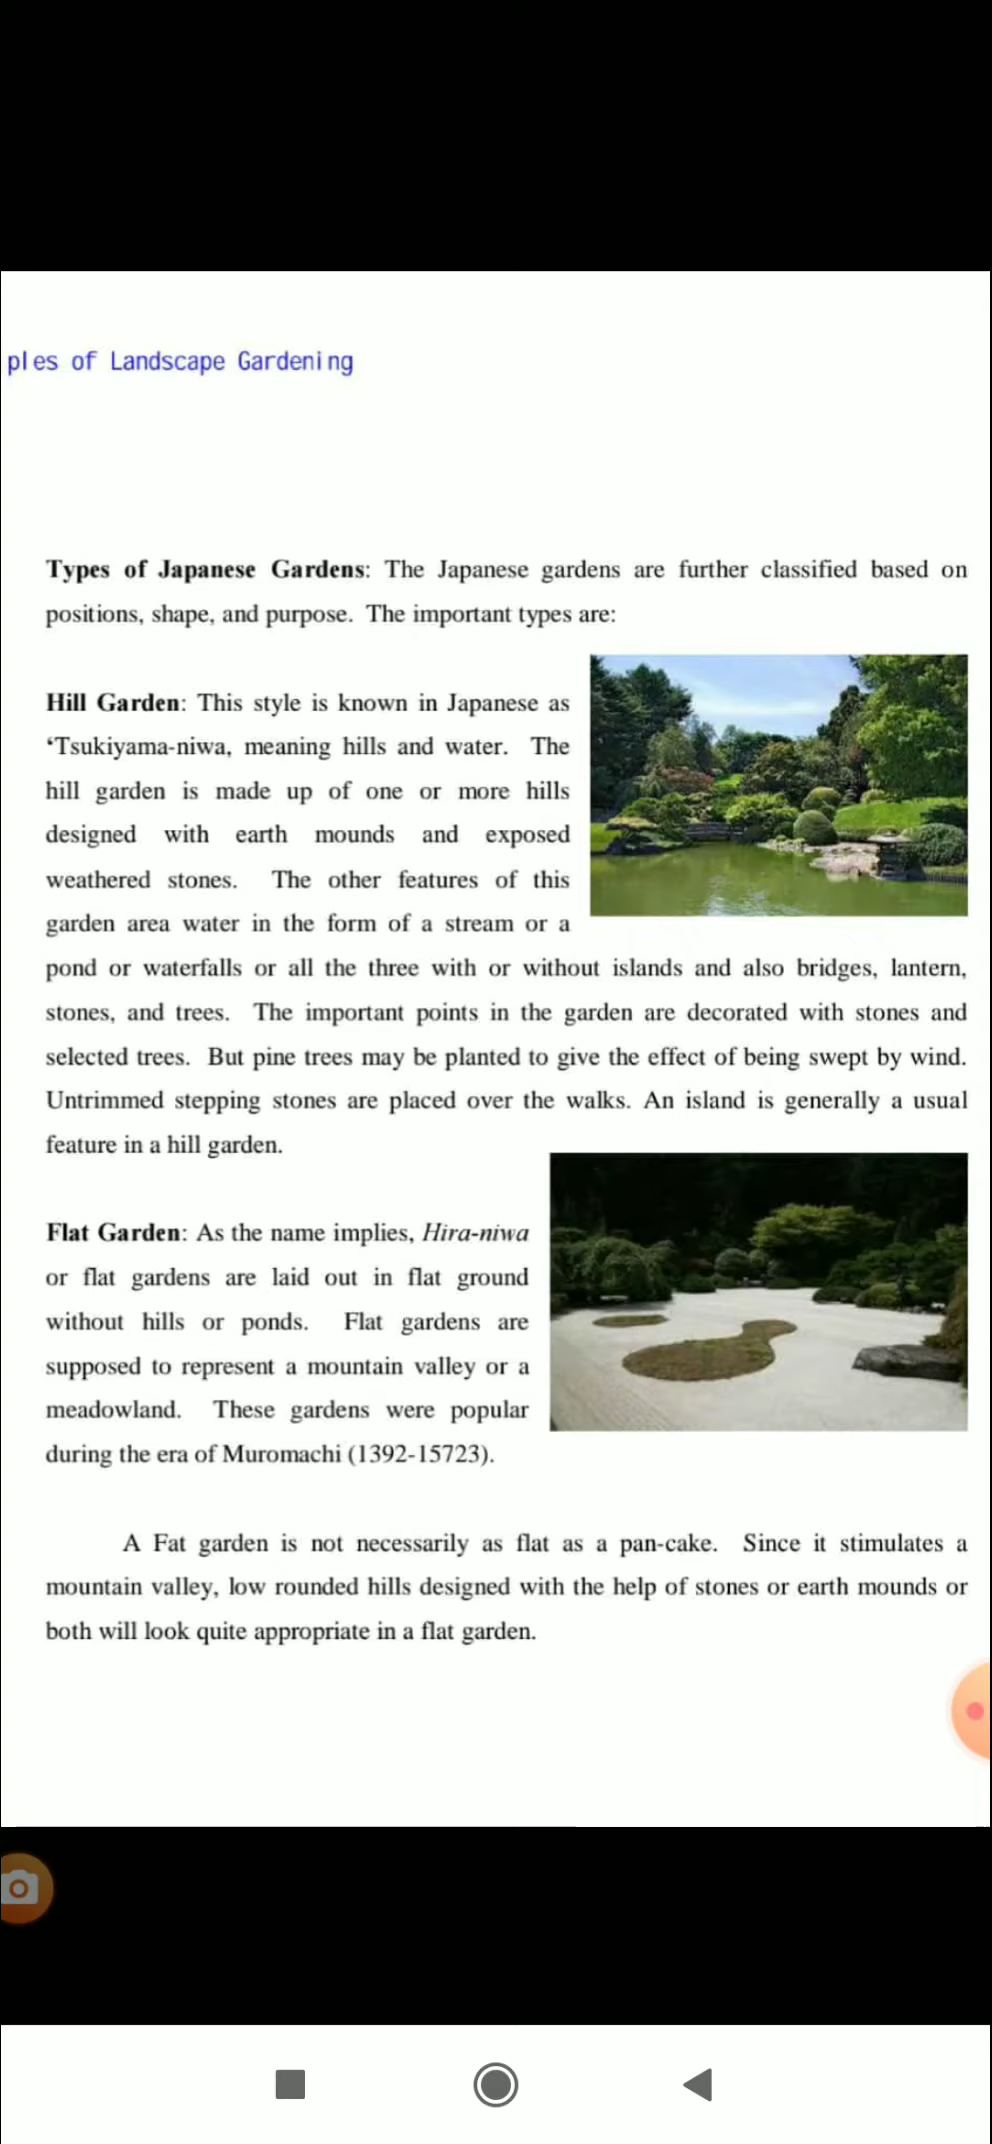 ples of Landscape Gardening
Types of Japanese Gardens: The Japanese gardens are further classified based on
positions, shape, and purpose. The important types are:
Hill Garden: This style is known in Japanese as
‘Tsukiyama-niwa, meaning hills and water. The
hill garden is made up of one or more hills
designed with earth mounds and exposed
weathered stones. The other features of this
garden area water in the form of a stream or a
pond or waterfalls or all the three with or without islands and also bridges, lantern,
stones, and trees. The important points in the garden are decorated with stones and
selected trees. But pine trees may be planted to give the effect of being swept by wind.
Untrimmed stepping stones are placed over the walks. An island is generally a usual
feature in a hill garden.
Flat Garden: As the name implies, Hira-niwa
or flat gardens are laid out in flat ground
without hills or ponds. Flat gardens are
supposed to represent a mountain valley or a
meadowland. These gardens were popular
during the era of Muromachi (1392-15723).
A Fat garden is not necessarily as flat as a pan-cake. Since it stimulates a
mountain valley, low rounded hills designed with the help of stones or earth mounds or
both will look quite appropriate in a flat garden.